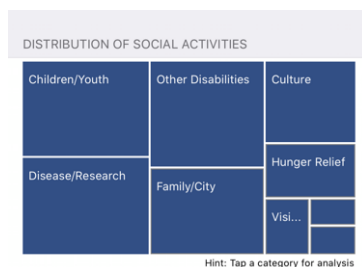 DISTRIBUTION OF SOCIAL ACTIVITIES
Children/Youth
Other Disabilities
Culture
Hunger Relief
Disease/Research
Family/City
Visi...
Hint: Tap a category for analysis